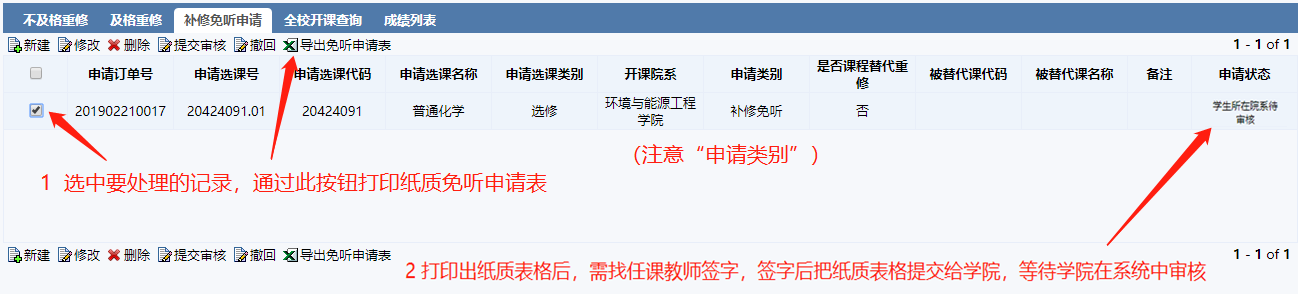 不及格重修 及格重修 补修免听申请 全校开课查询 成绩列表
新建 修改 删除 提交审核 撤回 导出免听申请表 1 - 1 of 1
申请订单号 申请选课号 申请选课代码 申请选课名称 申请选课类别 开课院系 申请类别 是否课程替代重修 被替代课代码 被替代课名称 备注 申请状态
201902210017 20424091.01 20424091 普通化学 选修 环境与能源工程学院 补修免听 否 学生所在院系待审核
（注意“申请类别”）
1 选中要处理的记录，通过此按钮打印纸质免听申请表
新建 修改 删除 提交审核 撤回 导出免听申请表 1 - 1 of 1
2 打印出纸质表格后，需找任课教师签字，签字后把纸质表格提交给学院，等待学院在系统中审核